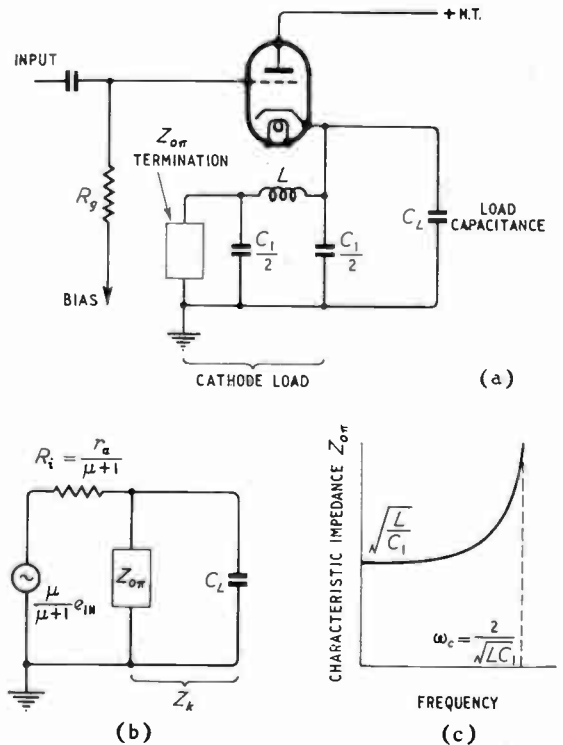 + H.T.
INPUT
Z₀π
TERMINATION
L
R_g
C₁/2
C₁/2
C_L
LOAD
CAPACITANCE
BIAS
CATHODE LOAD
(a)
R_i = r_a/μ+1
Z₀π
C_L
μ/μ+1 e_IN
Z_k
(b)
CHARACTERISTIC IMPEDANCE Z₀π
√L/C₁
ω_c = 2/√LC₁
FREQUENCY
(c)